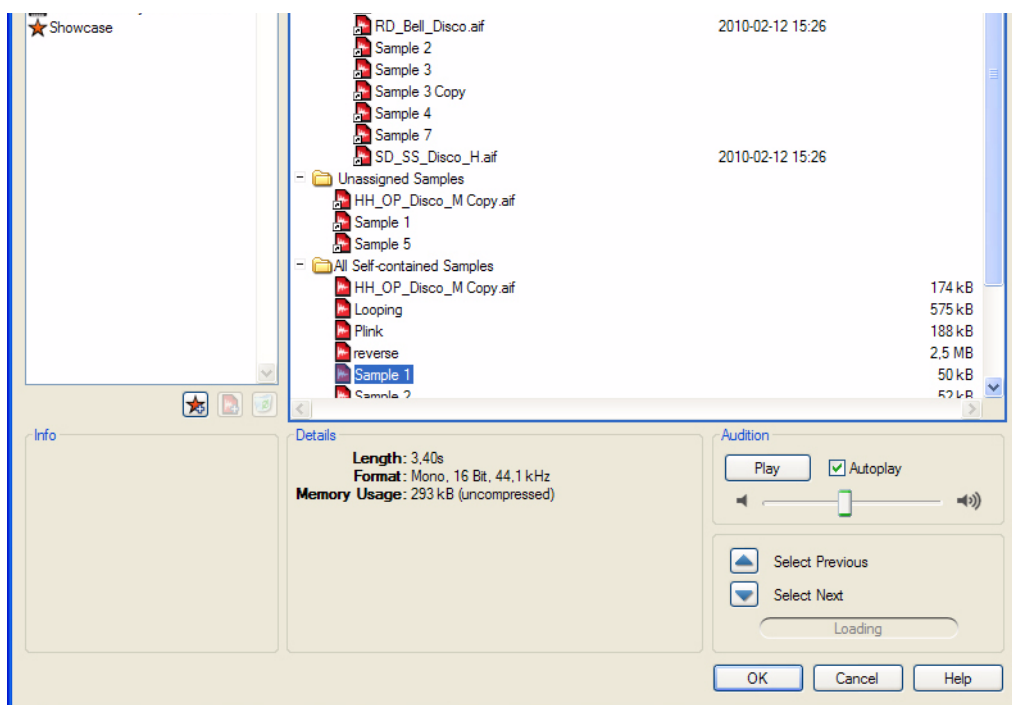 Showcase
RD_Bell_Disco.aif 2010-02-12 15:26
Sample 2
Sample 3
Sample 3 Copy
Sample 4
Sample 7
SD_SS_Disco_H.aif 2010-02-12 15:26
Unassigned Samples
HH_OP_Disco_M Copy.aif
Sample 1
Sample 5
All Self-contained Samples
HH_OP_Disco_M Copy.aif 174 kB
Looping 575 kB
Plink 188 kB
reverse 2,5 MB
Sample 1 50 kB
Sample 2 52 kB
Info
Details
Length: 3,40s
Format: Mono, 16 Bit, 44,1 kHz
Memory Usage: 293 kB (uncompressed)
Audition
Play Autoplay
Select Previous
Select Next
Loading
OK Cancel Help